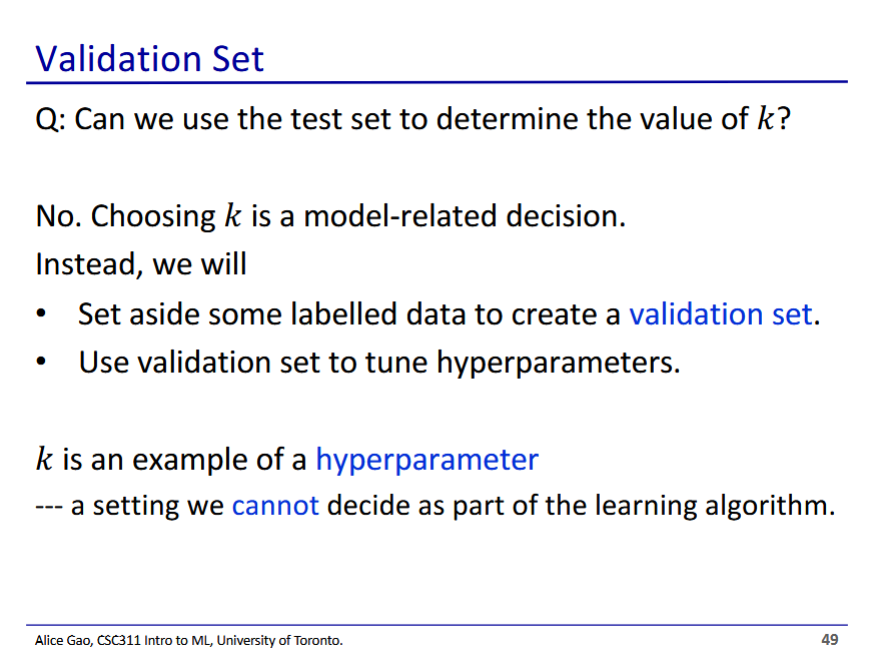 Validation Set
Q: Can we use the test set to determine the value of k?
No. Choosing k is a model-related decision.
Instead, we will
• Set aside some labelled data to create a validation set.
• Use validation set to tune hyperparameters.
k is an example of a hyperparameter
--- a setting we cannot decide as part of the learning algorithm.
Alice Gao, CSC311 Intro to ML, University of Toronto.
49